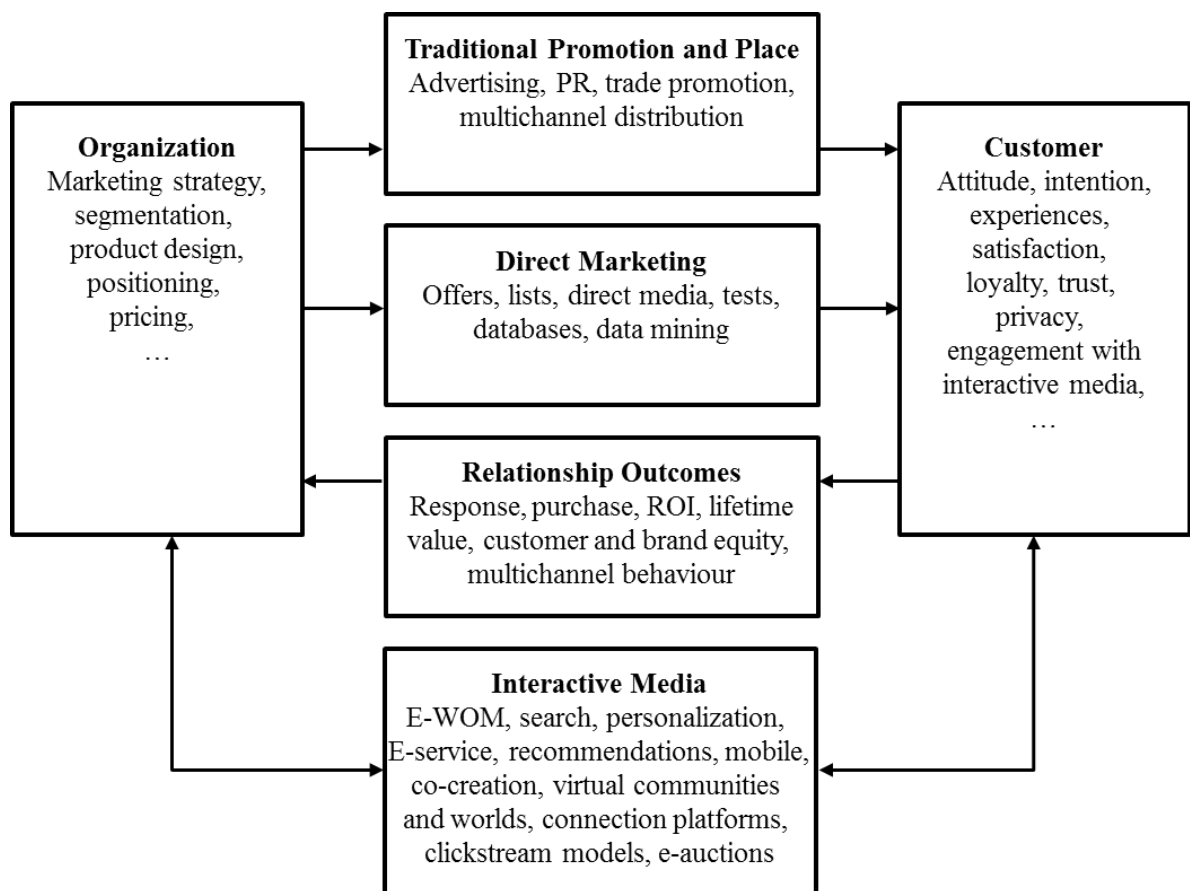 Traditional Promotion and Place
Advertising, PR, trade promotion,
multichannel distribution
Organization
Marketing strategy,
segmentation,
product design,
positioning,
pricing,
…
Customer
Attitude, intention,
experiences,
satisfaction,
loyalty, trust,
privacy,
engagement with
interactive media,
…
Direct Marketing
Offers, lists, direct media, tests,
databases, data mining
Relationship Outcomes
Response, purchase, ROI, lifetime
value, customer and brand equity,
multichannel behaviour
Interactive Media
E-WOM, search, personalization,
E-service, recommendations, mobile,
co-creation, virtual communities
and worlds, connection platforms,
clickstream models, e-auctions